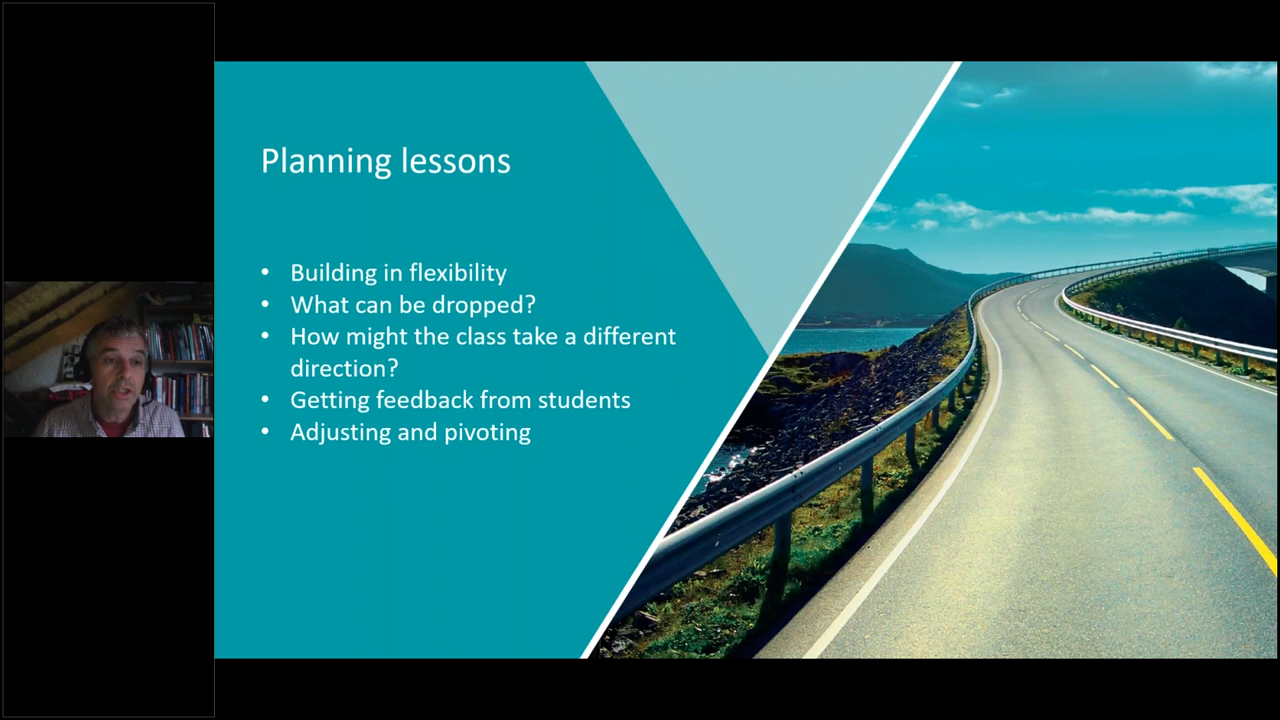 Planning lessons
• Building in flexibility
• What can be dropped?
• How might the class take a different
direction?
• Getting feedback from students
• Adjusting and pivoting